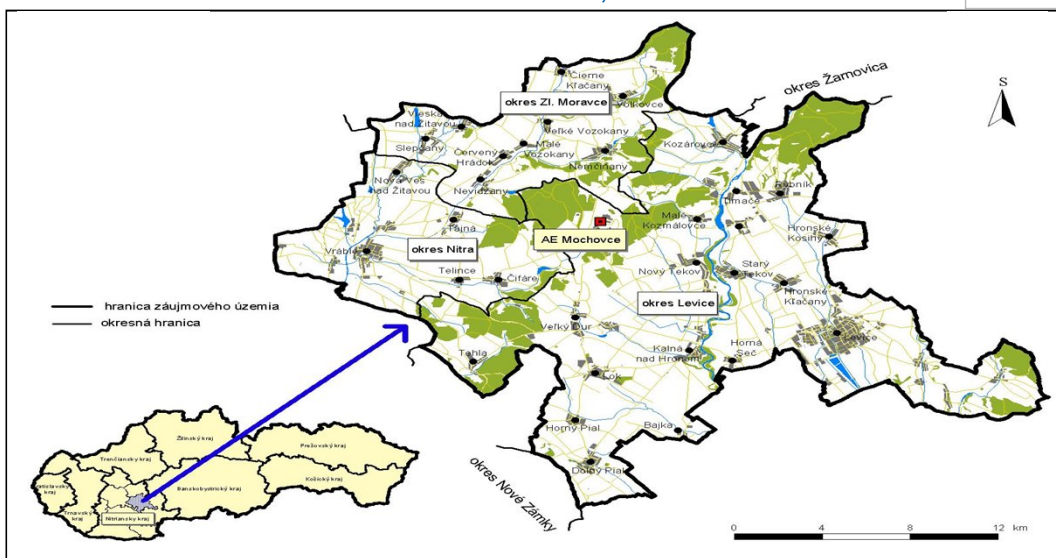 S
okres Žarnovica
Čierne
Kľačany
okres Zl. Moravce
Volkovce
Vieska
nad Žitavou
Slepčany
Veľké Vozokany
Malé
Vozokany
Červený
Hrádok
Nemčiňany
Kozárovce
Nová Ves
nad Žitavou
Nevidzany
Tlmače
Rybník
Tajná
AE Mochovce
Malé
Kozmálovce
Hronské
Kosihy
okres Nitra
Vráble
Telince
Čifáre
Nový Tekov
Starý
Tekov
Hronské
Kľačany
okres Levice
hranica záujmového územia
okresná hranica
Veľký Dur
Levice
Tehla
Kalná
nad Hronom
Horná
Seč
Lok
Horný Pial
Bajka
Dolný Pial
okres Nové Zámky
Žilinský kraj
Prešovský kraj
Trenčiansky kraj
Košický kraj
Banskobystrický kraj
Trnavský kraj
Nitriansky kraj
0 4 8 12 km